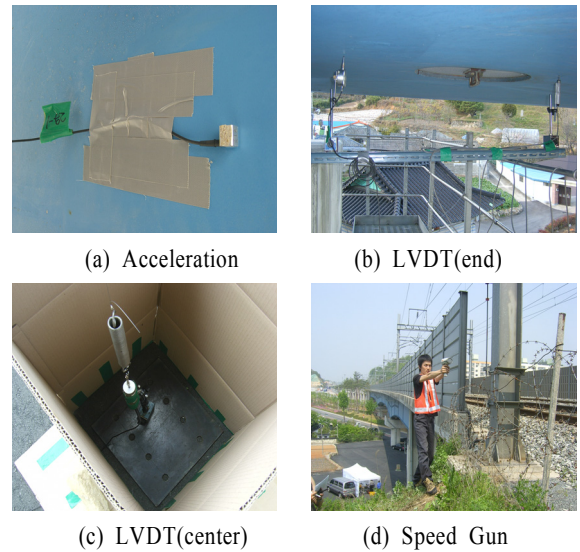 (a) Acceleration
(b) LVDT(end)
(c) LVDT(center)
(d) Speed Gun